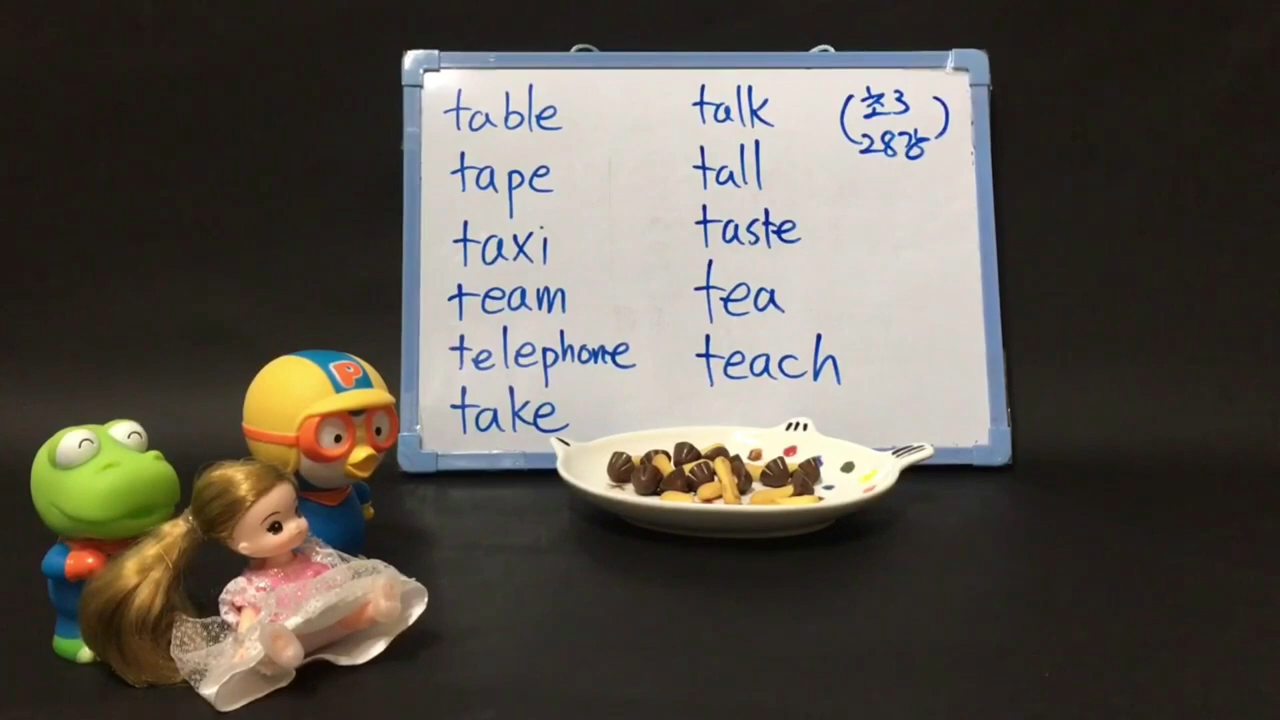 table
tape
taxi
team
telephone
take
talk
tall
taste
tea
teach
(초3
28강)
P